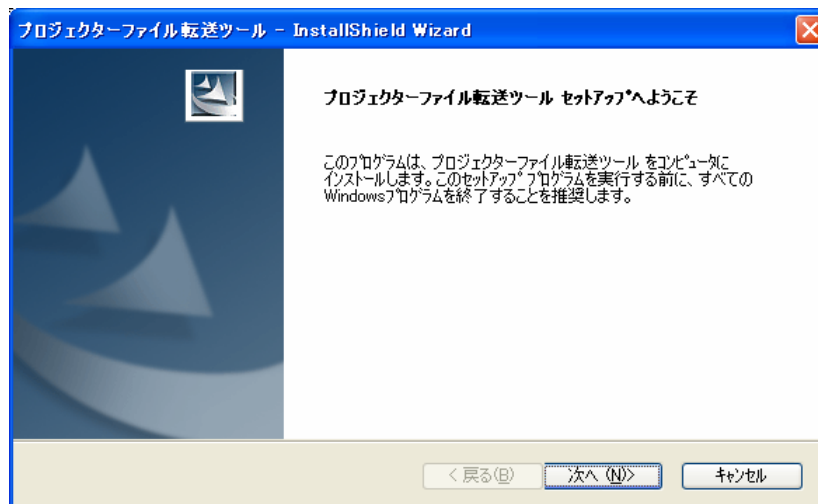 プロジェクターファイル転送ツール - InstallShield Wizard
プロジェクターファイル転送ツール セットアップへようこそ
このプログラムは、プロジェクターファイル転送ツール をコンピュータに
インストールします。このセットアップ プログラムを実行する前に、すべての
Windowsプログラムを終了することを推奨します。
< 戻る(B)
次へ (N)>
キャンセル